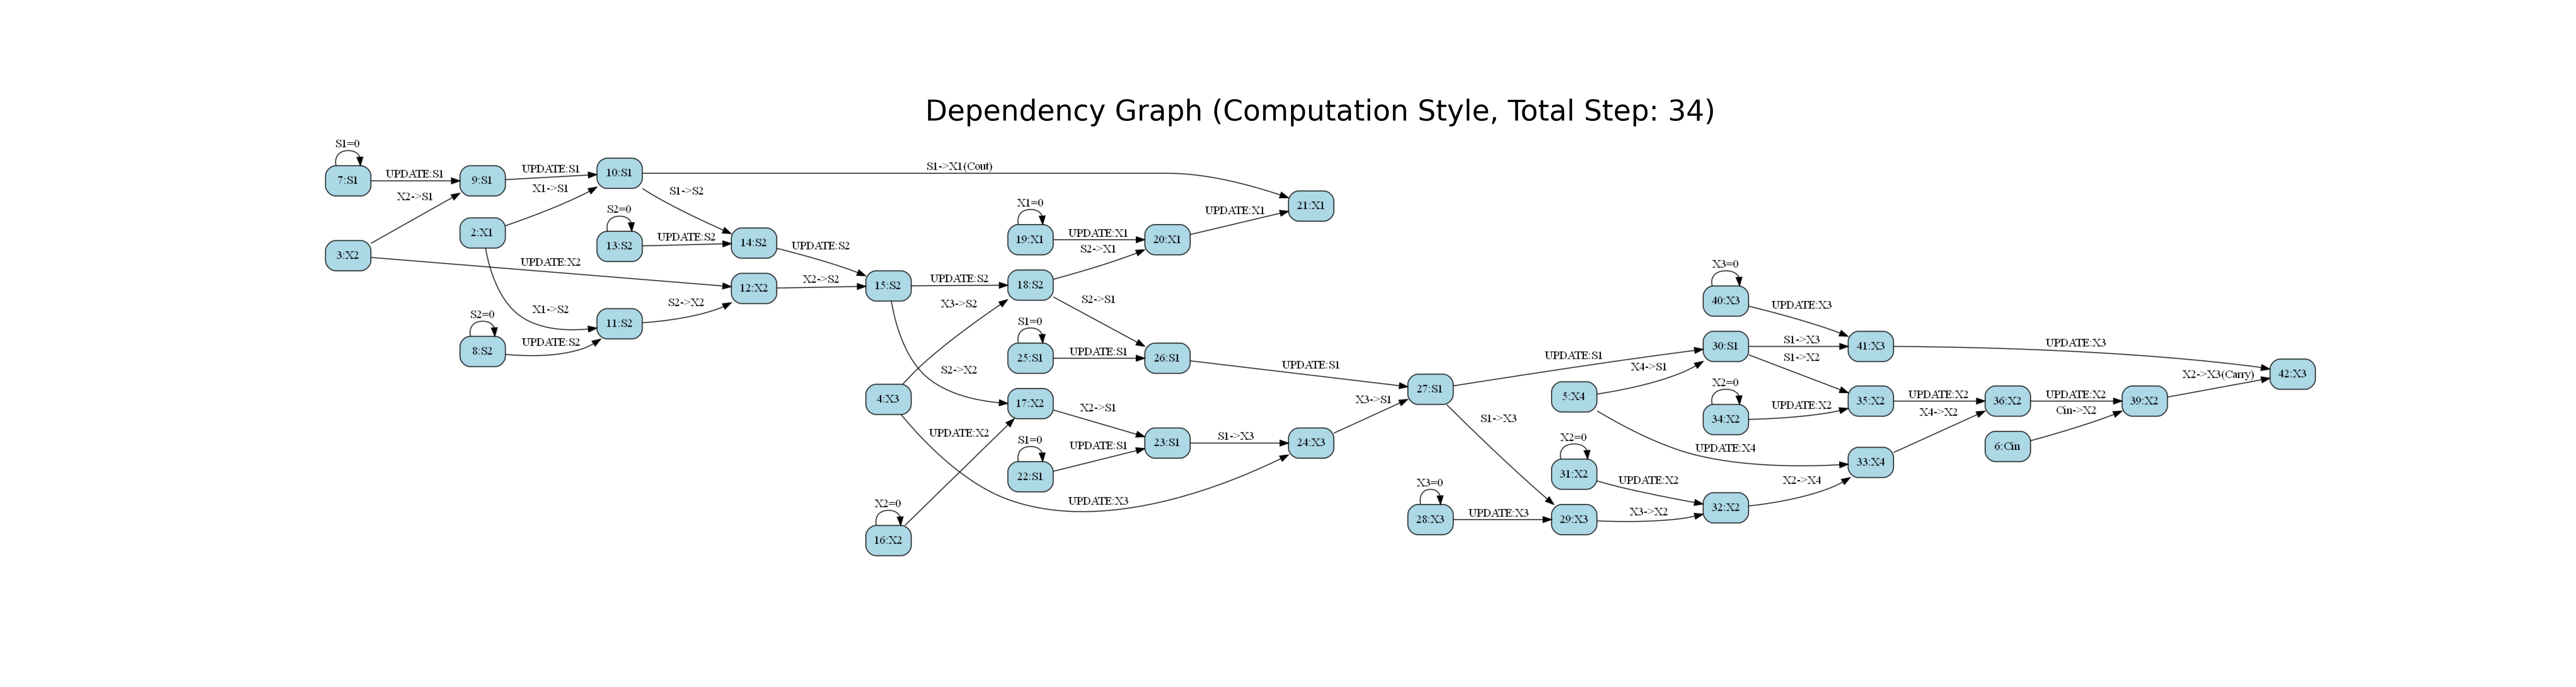 Dependency Graph (Computation Style, Total Step: 34)
S1=0
7:S1
UPDATE:S1
X2->S1
3:X2
9:S1
UPDATE:S1
X1->S1
2:X1
UPDATE:X2
X1->S2
S2=0
8:S2
UPDATE:S2
10:S1
S1->X1(Cout)
S1->S2
S2=0
13:S2
UPDATE:S2
11:S2
S2->X2
14:S2
UPDATE:S2
12:X2
X2->S2
15:S2
UPDATE:S2
X3->S2
S2->X2
4:X3
UPDATE:X2
X2=0
16:X2
X1=0
19:X1
UPDATE:X1
S2->X1
18:S2
S2->S1
S1=0
25:S1
UPDATE:S1
17:X2
X2->S1
S1=0
22:S1
UPDATE:S1
UPDATE:X3
20:X1
UPDATE:X1
26:S1
UPDATE:S1
23:S1
S1->X3
21:X1
24:X3
X3->S1
27:S1
UPDATE:S1
S1->X3
X3=0
28:X3
UPDATE:X3
5:X4
X4->S1
UPDATE:X4
X2=0
31:X2
UPDATE:X2
29:X3
X3->X2
X3=0
40:X3
UPDATE:X3
30:S1
S1->X3
S1->X2
X2=0
34:X2
UPDATE:X2
32:X2
X2->X4
41:X3
UPDATE:X3
35:X2
UPDATE:X2
X4->X2
33:X4
36:X2
UPDATE:X2
Cin->X2
6:Cin
39:X2
X2->X3(Carry)
42:X3